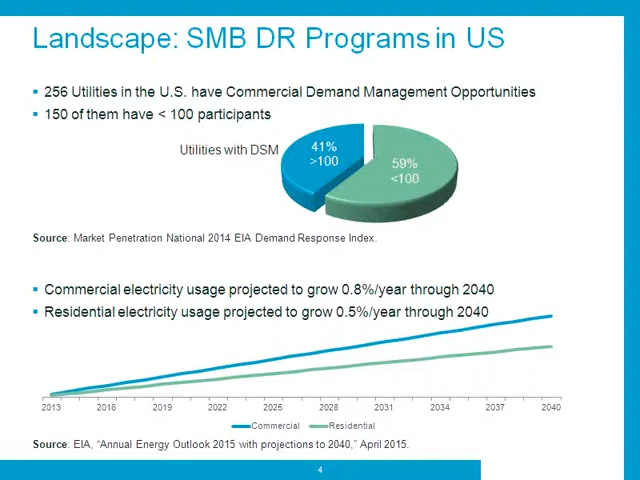 Landscape: SMB DR Programs in US
▪ 256 Utilities in the U.S. have Commercial Demand Management Opportunities
▪ 150 of them have < 100 participants
Utilities with DSM
41%
>100
59%
<100
Source: Market Penetration National 2014 EIA Demand Response Index.
▪ Commercial electricity usage projected to grow 0.8%/year through 2040
▪ Residential electricity usage projected to grow 0.5%/year through 2040
2013 2016 2019 2022 2025 2028 2031 2034 2037 2040
Commercial Residential
Source: EIA, “Annual Energy Outlook 2015 with projections to 2040,” April 2015.
4